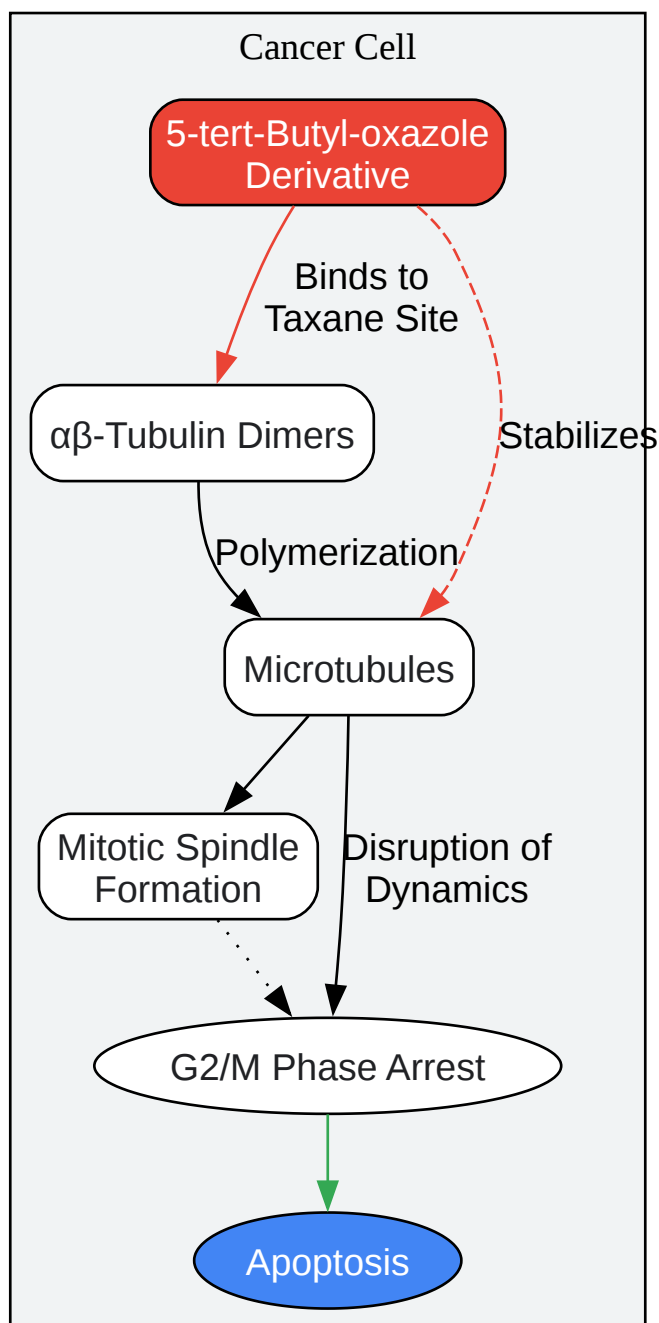 Cancer Cell
5-tert-Butyl-oxazole
Derivative
Binds to
Taxane Site
αβ-Tubulin Dimers
Stabilizes
Polymerization
Microtubules
Mitotic Spindle
Formation
Disruption of
Dynamics
G2/M Phase Arrest
Apoptosis